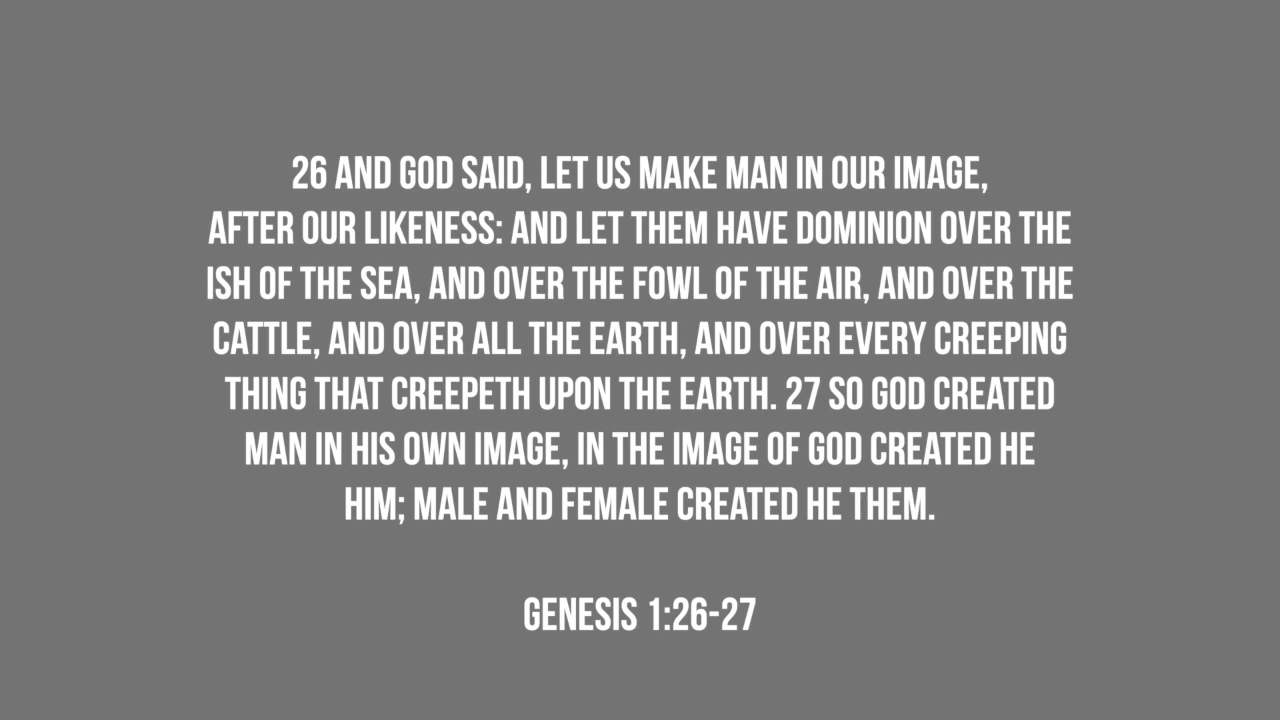 26 AND GOD SAID, LET US MAKE MAN IN OUR IMAGE,
AFTER OUR LIKENESS: AND LET THEM HAVE DOMINION OVER THE
ISH OF THE SEA, AND OVER THE FOWL OF THE AIR, AND OVER THE
CATTLE, AND OVER ALL THE EARTH, AND OVER EVERY CREEPING
THING THAT CREEPETH UPON THE EARTH. 27 SO GOD CREATED
MAN IN HIS OWN IMAGE, IN THE IMAGE OF GOD CREATED HE
HIM; MALE AND FEMALE CREATED HE THEM.
GENESIS 1:26-27